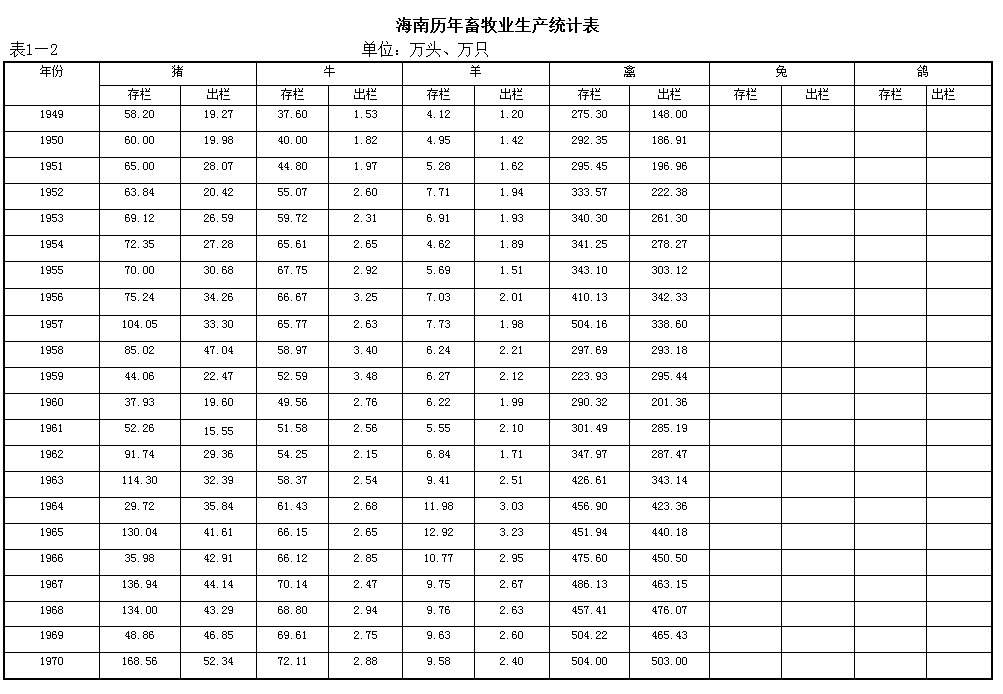 海南历年畜牧业生产统计表
表1—2 单位：万头、万只
年份 猪 牛 羊 禽 兔 鸽
存栏 出栏 存栏 出栏 存栏 出栏 存栏 出栏 存栏 出栏 存栏 出栏
1949 58.20 19.27 37.60 1.53 4.12 1.20 275.30 148.00
1950 60.00 19.98 40.00 1.82 4.95 1.42 292.35 186.91
1951 65.00 28.07 44.80 1.97 5.28 1.62 295.45 196.96
1952 63.84 20.42 55.07 2.60 7.71 1.94 333.57 222.38
1953 69.12 26.59 59.72 2.31 6.91 1.93 340.30 261.30
1954 72.35 27.28 65.61 2.65 4.62 1.89 341.25 278.27
1955 70.00 30.68 67.75 2.92 5.69 1.51 343.10 303.12
1956 75.24 34.26 66.67 3.25 7.03 2.01 410.13 342.33
1957 104.05 33.30 65.77 2.63 7.73 1.98 504.16 338.60
1958 85.02 47.04 58.97 3.40 6.24 2.21 297.69 293.18
1959 44.06 22.47 52.59 3.48 6.27 2.12 223.93 295.44
1960 37.93 19.60 49.56 2.76 6.22 1.99 290.32 201.36
1961 52.26 15.55 51.58 2.56 5.55 2.10 301.49 285.19
1962 91.74 29.36 54.25 2.15 6.84 1.71 347.97 287.47
1963 114.30 32.39 58.37 2.54 9.41 2.51 426.61 343.14
1964 29.72 35.84 61.43 2.68 11.98 3.03 456.90 423.36
1965 130.04 41.61 66.15 2.65 12.92 3.23 451.94 440.18
1966 35.98 42.91 66.12 2.85 10.77 2.95 475.60 450.50
1967 136.94 44.14 70.14 2.47 9.75 2.67 486.13 463.15
1968 134.00 43.29 68.80 2.94 9.76 2.63 457.41 476.07
1969 48.86 46.85 69.61 2.75 9.63 2.60 504.22 465.43
1970 168.56 52.34 72.11 2.88 9.58 2.40 504.00 503.00